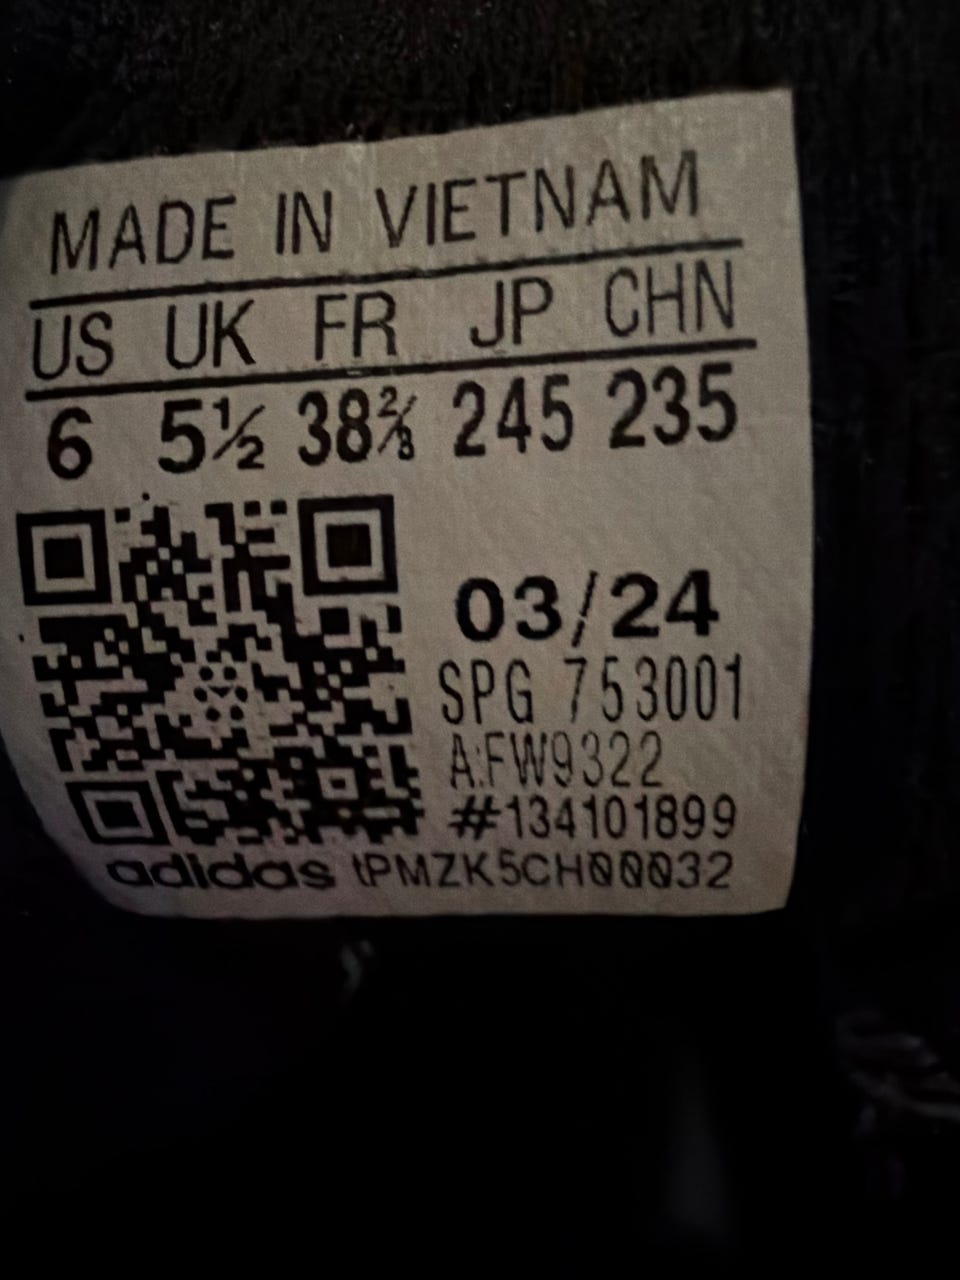 MADE IN VIETNAM
US UK FR JP CHN
6 5½ 38⅔ 245 235
03/24
SPG 753001
A:FW9322
#134101899
adidas tPMZK5CH00032